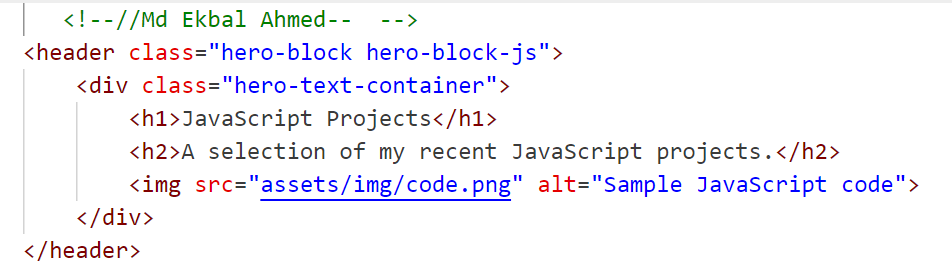 <!--//Md Ekbal Ahmed--  -->
<header class="hero-block hero-block-js">
<div class="hero-text-container">
<h1>JavaScript Projects</h1>
<h2>A selection of my recent JavaScript projects.</h2>
<img src="assets/img/code.png" alt="Sample JavaScript code">
</div>
</header>